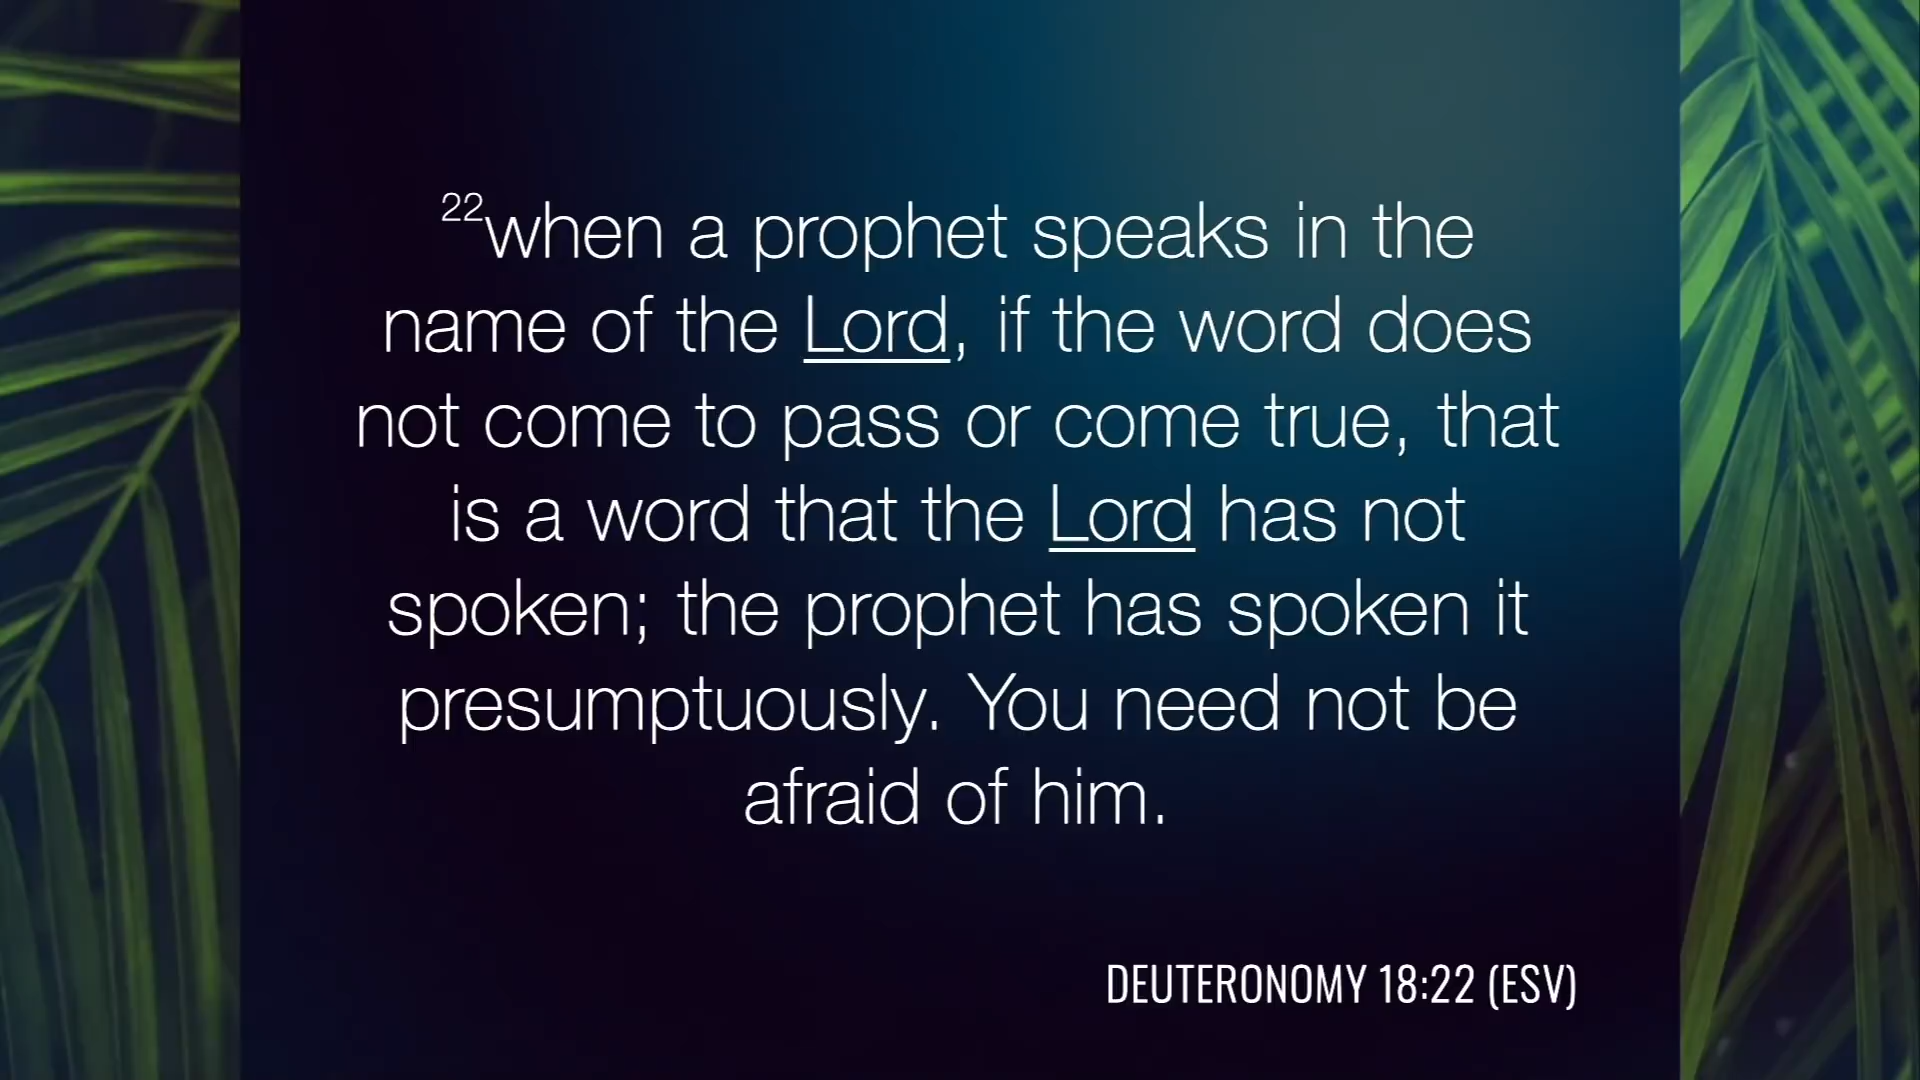 22when a prophet speaks in the
name of the Lord, if the word does
not come to pass or come true, that
is a word that the Lord has not
spoken; the prophet has spoken it
presumptuously. You need not be
afraid of him.
DEUTERONOMY 18:22 (ESV)